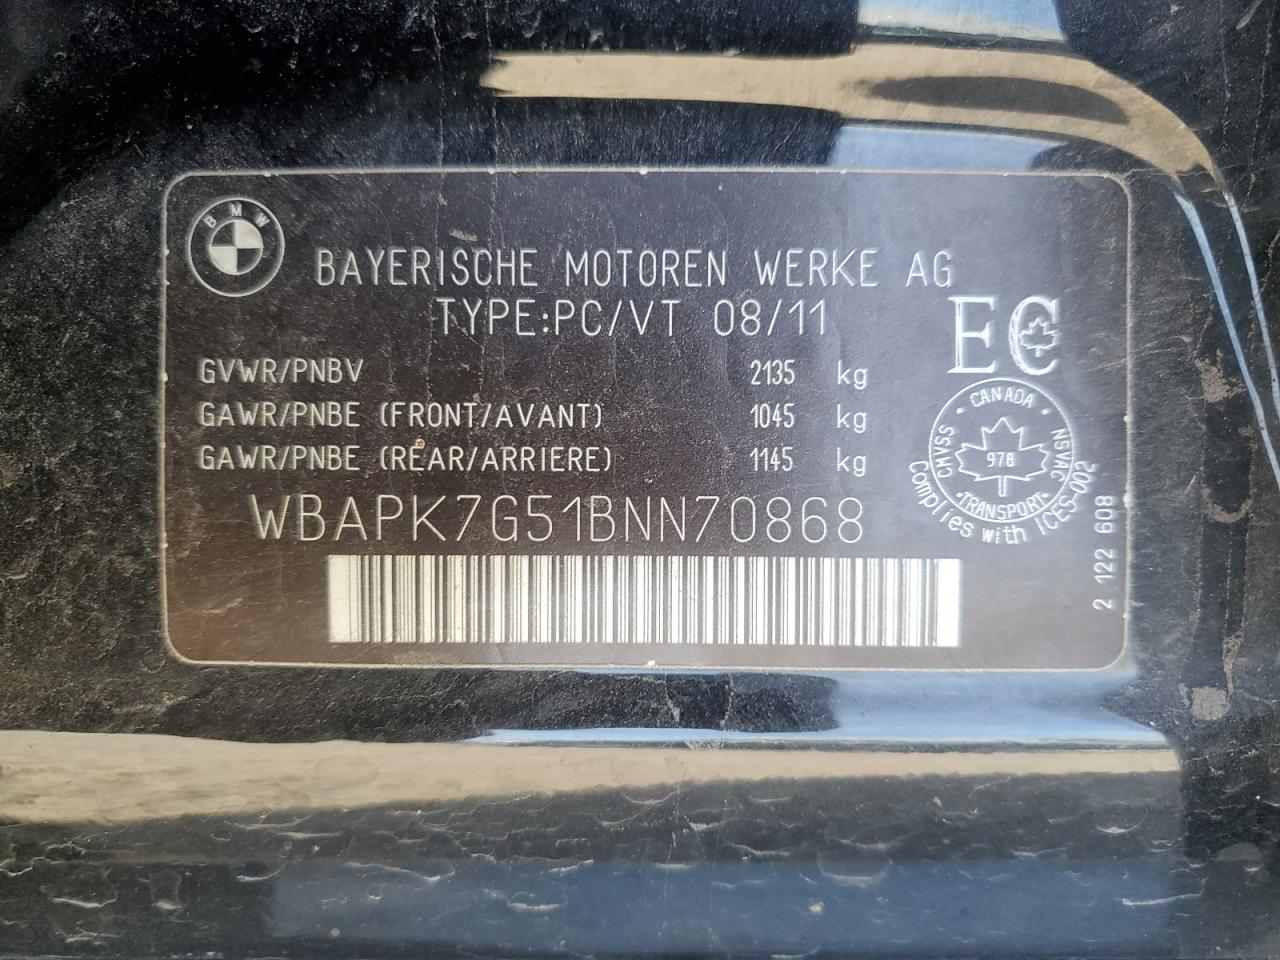 BMW
BAYERISCHE MOTOREN WERKE AG
TYPE:PC/VT 08/11
EC
GVWR/PNBV 2135 kg
GAWR/PNBE (FRONT/AVANT) 1045 kg
GAWR/PNBE (REAR/ARRIERE) 1145 kg
WBAPK7G51BNN70868
CMVSS · CANADA · NSVAC
978
·TRANSPORT·
Complies with ICES-002
2 122 608